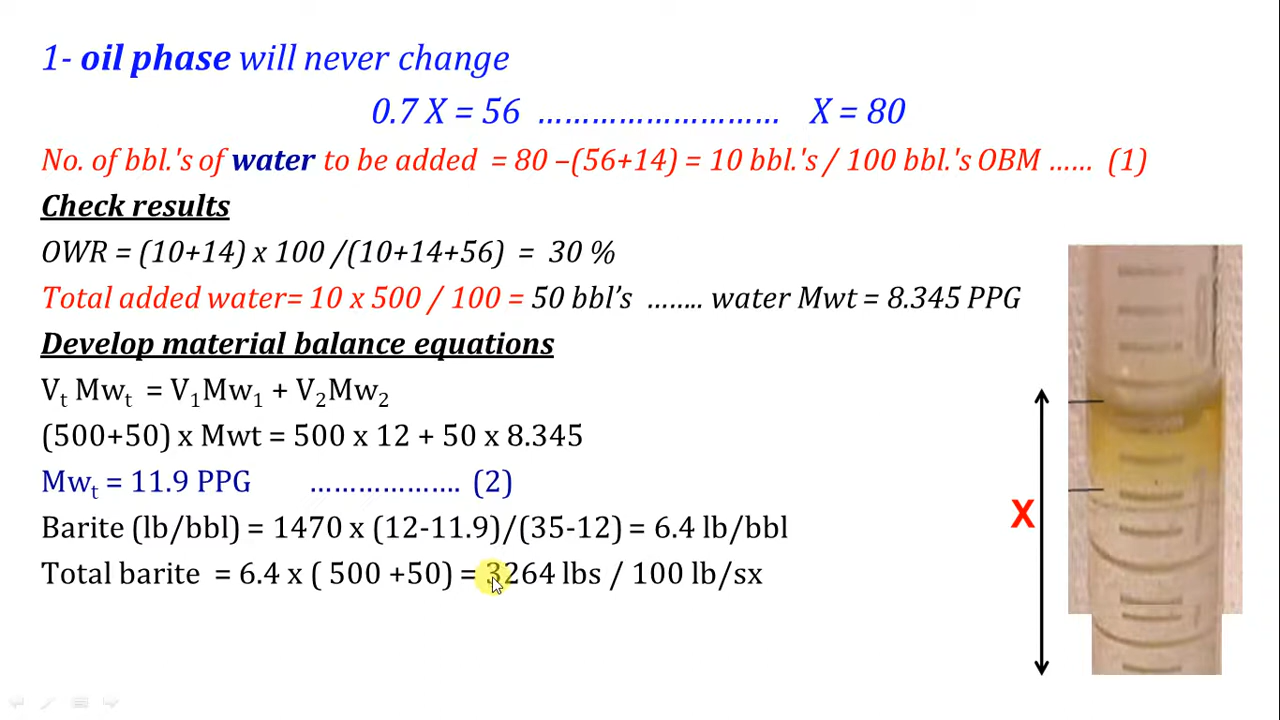 1- oil phase will never change
0.7 X = 56 ........................... X = 80
No. of bbl.'s of water to be added = 80 –(56+14) = 10 bbl.'s / 100 bbl.'s OBM ...... (1)
Check results
OWR = (10+14) x 100 /(10+14+56) = 30 %
Total added water= 10 x 500 / 100 = 50 bbl’s ........ water Mwt = 8.345 PPG
Develop material balance equations
Vt Mwt = V1Mw1 + V2Mw2
(500+50) x Mwt = 500 x 12 + 50 x 8.345
Mwt = 11.9 PPG ................... (2)
Barite (lb/bbl) = 1470 x (12-11.9)/(35-12) = 6.4 lb/bbl
Total barite = 6.4 x ( 500 +50) = 3264 lbs / 100 lb/sx
X